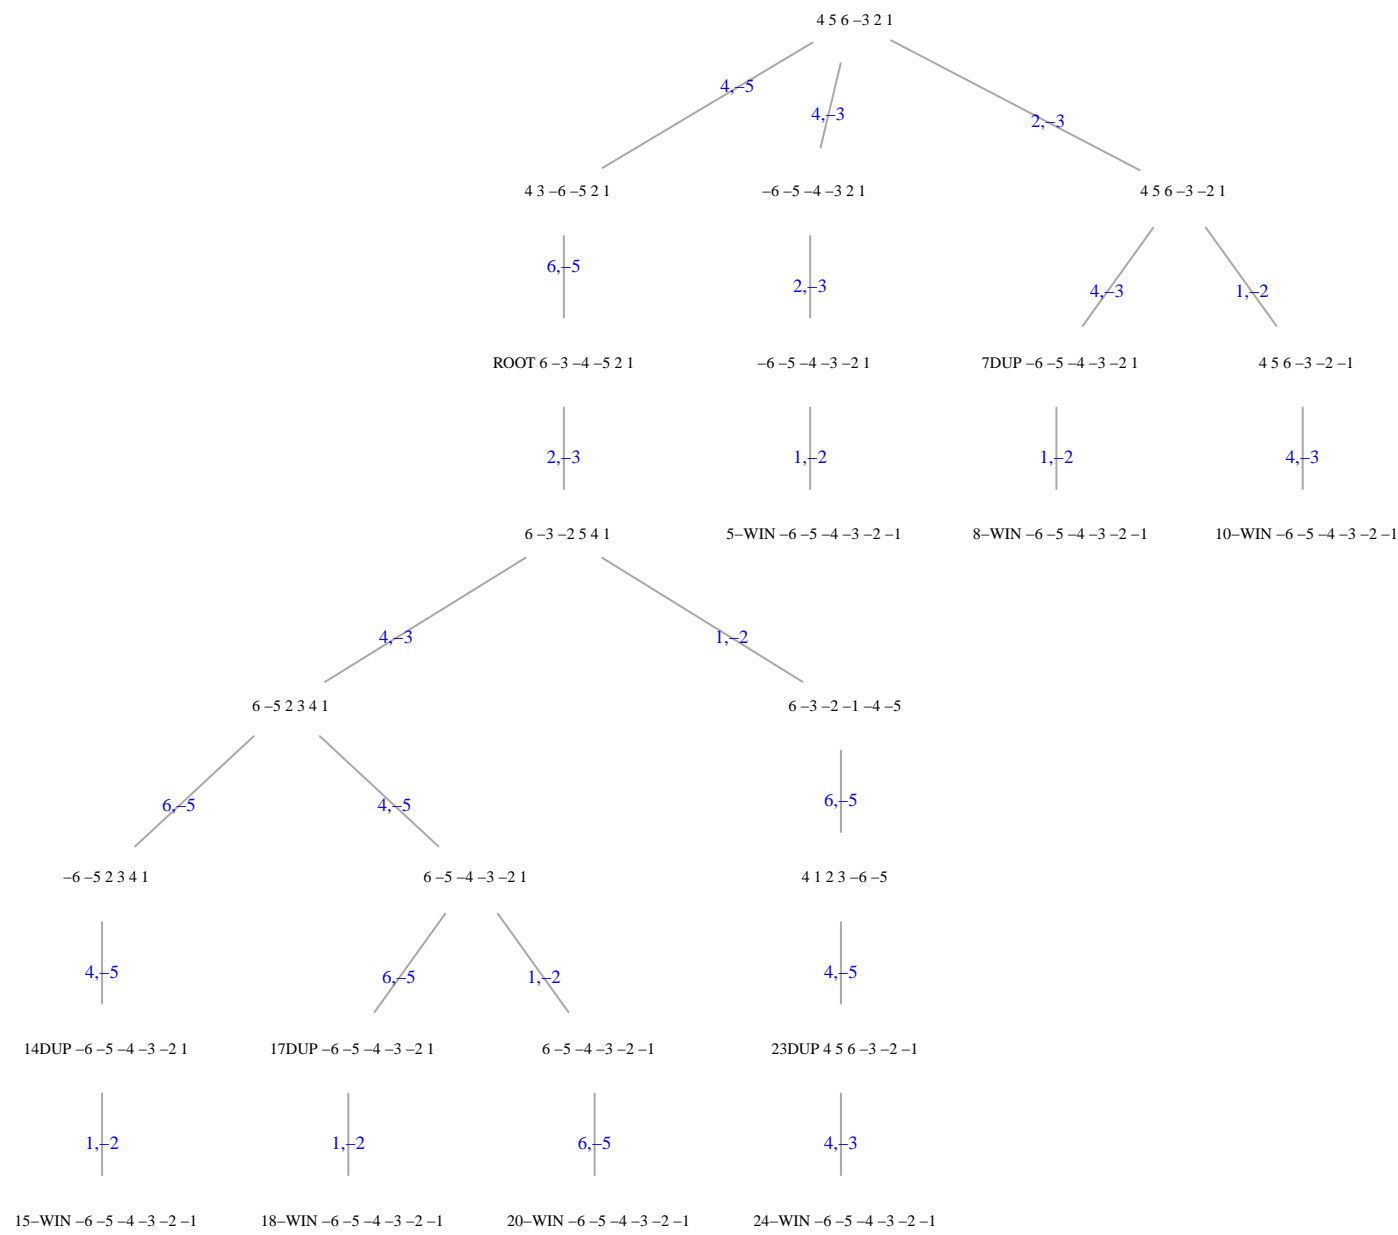 4 5 6 –3 2 1
4,–5
4,–3
2,–3
4 3 –6 –5 2 1
–6 –5 –4 –3 2 1
4 5 6 –3 –2 1
6,–5
2,–3
4,–3
1,–2
ROOT 6 –3 –4 –5 2 1
–6 –5 –4 –3 –2 1
7DUP –6 –5 –4 –3 –2 1
4 5 6 –3 –2 –1
2,–3
1,–2
1,–2
4,–3
6 –3 –2 5 4 1
5–WIN –6 –5 –4 –3 –2 –1
8–WIN –6 –5 –4 –3 –2 –1
10–WIN –6 –5 –4 –3 –2 –1
4,–3
1,–2
6 –5 2 3 4 1
6 –3 –2 –1 –4 –5
6,–5
4,–5
6,–5
–6 –5 2 3 4 1
6 –5 –4 –3 –2 1
4 1 2 3 –6 –5
4,–5
6,–5
1,–2
4,–5
14DUP –6 –5 –4 –3 –2 1
17DUP –6 –5 –4 –3 –2 1
6 –5 –4 –3 –2 –1
23DUP 4 5 6 –3 –2 –1
1,–2
1,–2
6,–5
4,–3
15–WIN –6 –5 –4 –3 –2 –1
18–WIN –6 –5 –4 –3 –2 –1
20–WIN –6 –5 –4 –3 –2 –1
24–WIN –6 –5 –4 –3 –2 –1